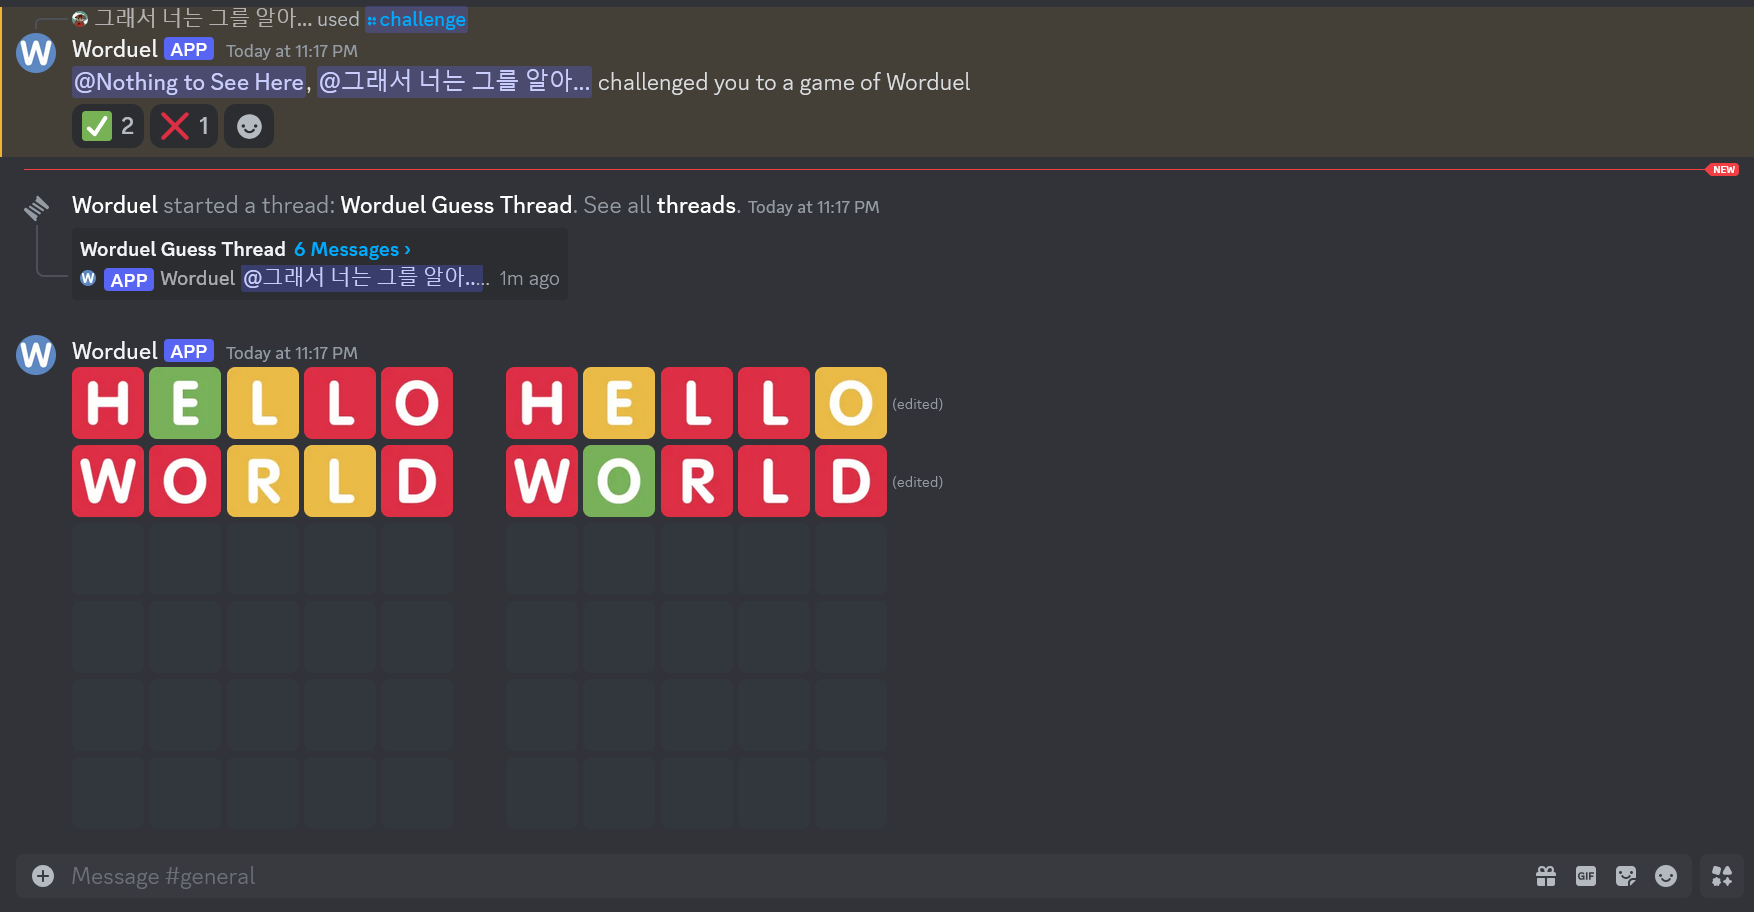 그래서 너는 그를 알아... used challenge
W Worduel APP Today at 11:17 PM
@Nothing to See Here, @그래서 너는 그를 알아... challenged you to a game of Worduel
2 1
NEW
Worduel started a thread: Worduel Guess Thread. See all threads. Today at 11:17 PM
Worduel Guess Thread 6 Messages ›
W APP Worduel @그래서 너는 그를 알아..... 1m ago
W Worduel APP Today at 11:17 PM
H E L L O H E L L O (edited)
W O R L D W O R L D (edited)
Message #general GIF